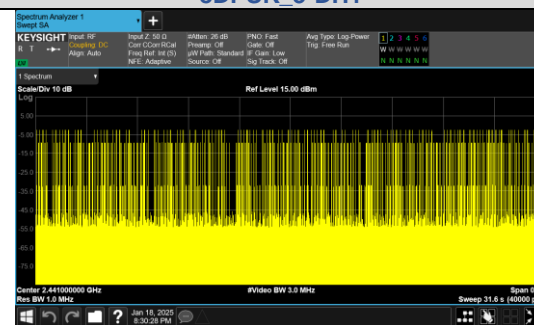 Spectrum Analyzer 1
Swept SA
KEYSIGHT Input: RF Input Z: 50 Ω #Atten: 26 dB PNO: Fast Avg Type: Log-Power 1 2 3 4 5 6
R T Coupling: DC Corr CCorr RCal Preamp: Off Gate: Off Trig: Free Run W W W W W W
Align: Auto Freq Ref: Int (S) µW Path: Standard IF Gain: Low N N N N N N
NFE: Adaptive Source: Off Sig Track: Off
1 Spectrum
Scale/Div 10 dB Ref Level 15.00 dBm
Log
5.00
-5.00
-15.0
-25.0
-35.0
-45.0
-55.0
-65.0
-75.0
Center 2.441000000 GHz #Video BW 3.0 MHz Span 0
Res BW 1.0 MHz Sweep 31.6 s (40000 p
Jan 18, 2025
8:30:28 PM